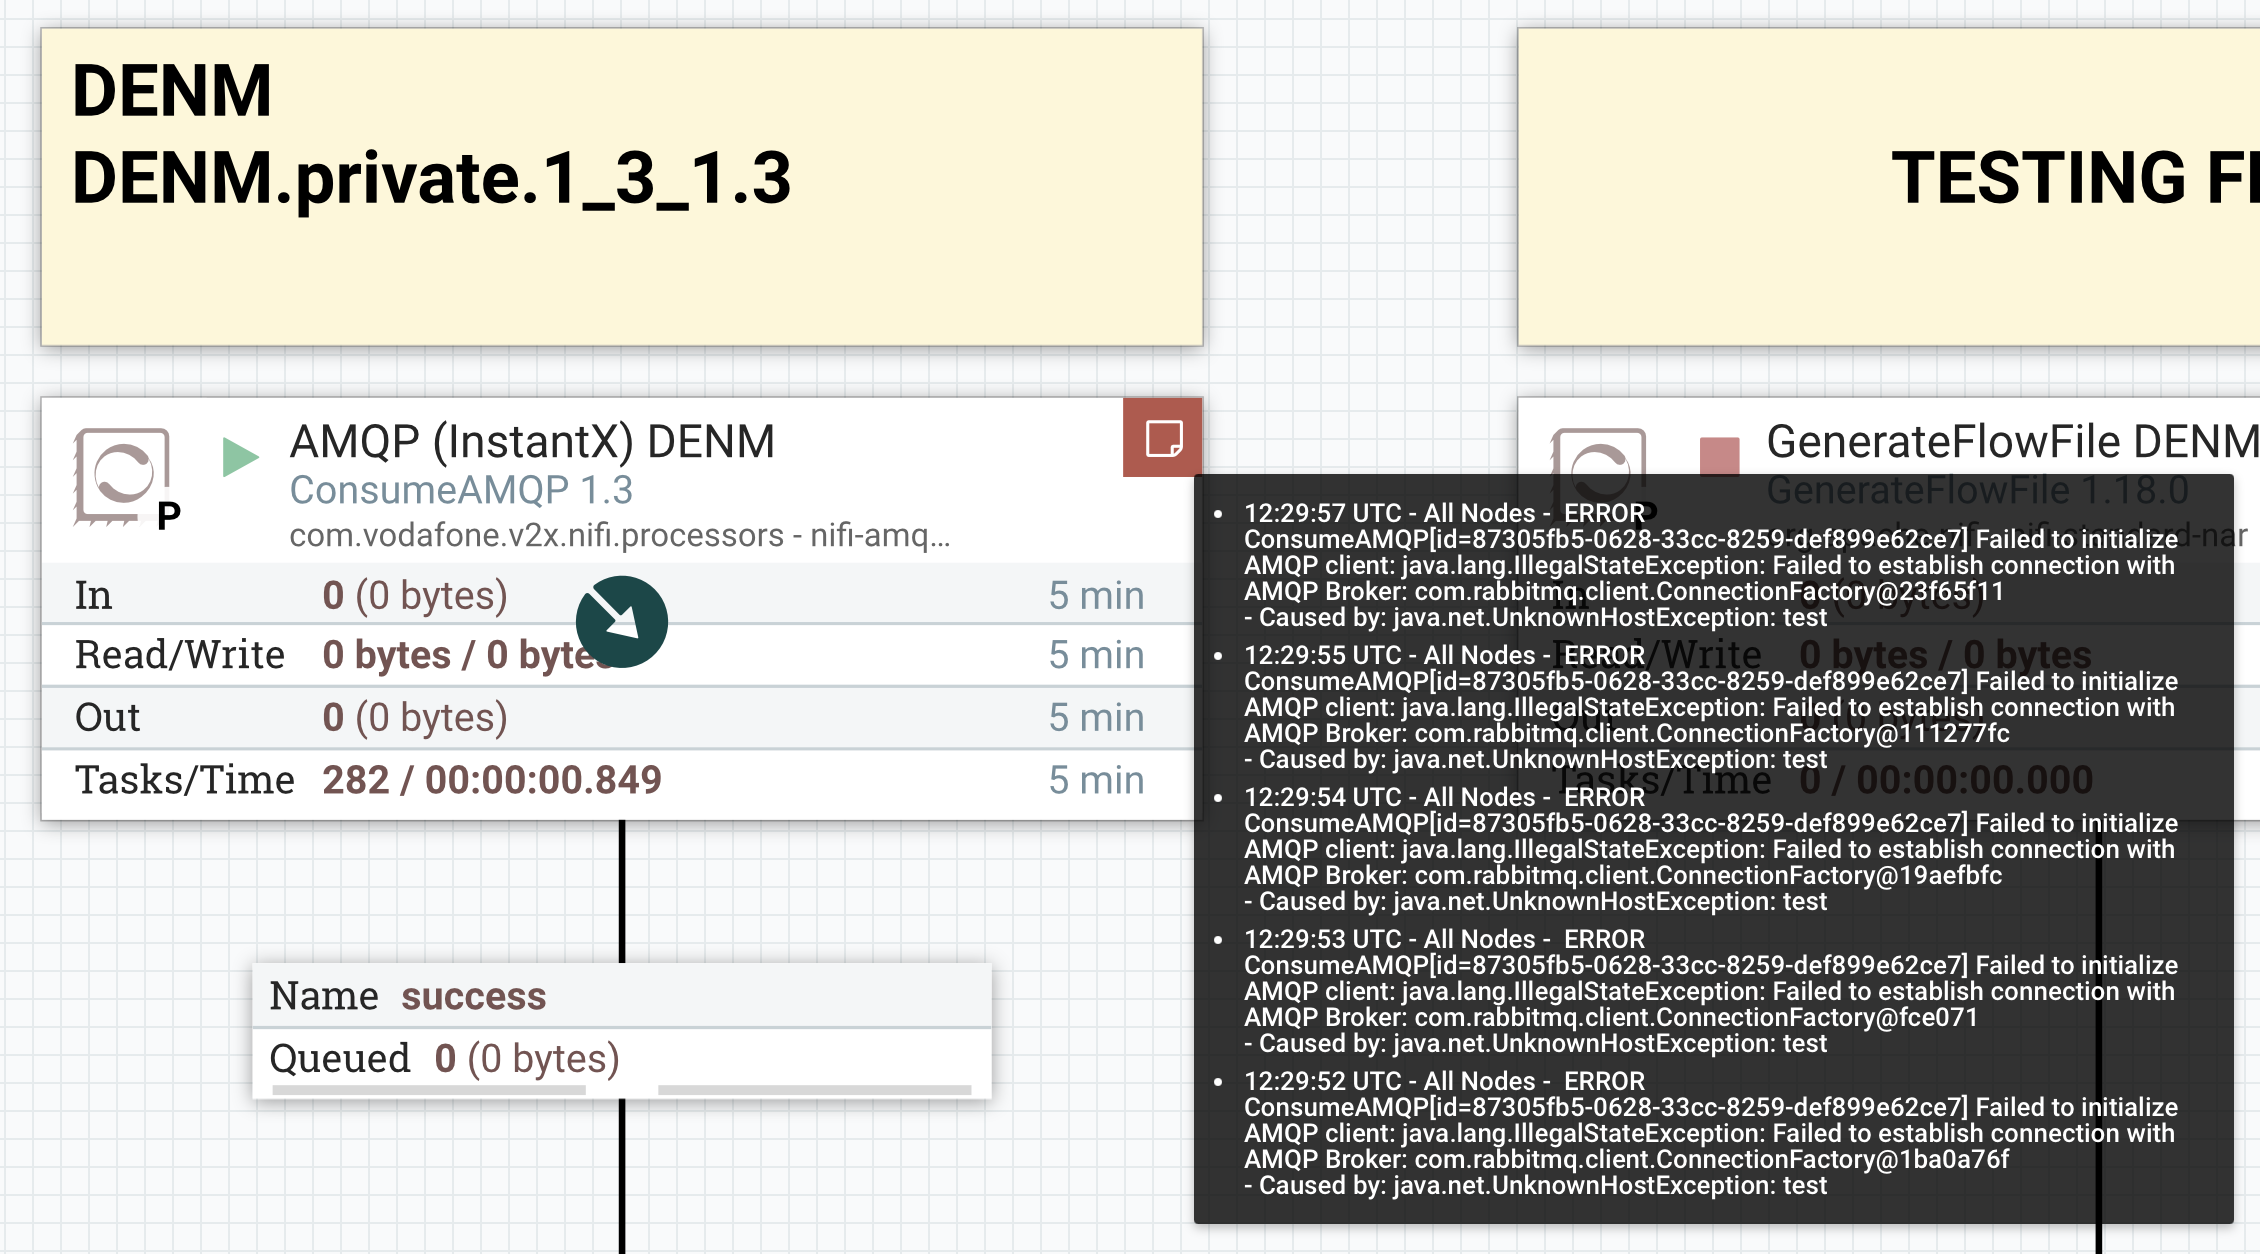 DENM
DENM.private.1_3_1.3
TESTING
AMQP (InstantX) DENM
ConsumeAMQP 1.3
com.vodafone.v2x.nifi.processors - nifi-amq...
P
In 0 (0 bytes) 5 min
Read/Write 0 bytes / 0 bytes 5 min
Out 0 (0 bytes) 5 min
Tasks/Time 282 / 00:00:00.849 5 min
Name success
Queued 0 (0 bytes)
GenerateFlowFile DENM
GenerateFlowFile 1.18.0
P
In 0 (0 bytes)
Read/Write 0 bytes / 0 bytes
Out 0 (0 bytes)
Tasks/Time 0 / 00:00:00.000
• 12:29:57 UTC - All Nodes - ERROR
ConsumeAMQP[id=87305fb5-0628-33cc-8259-def899e62ce7] Failed to initialize
AMQP client: java.lang.IllegalStateException: Failed to establish connection with
AMQP Broker: com.rabbitmq.client.ConnectionFactory@23f65f11
- Caused by: java.net.UnknownHostException: test
• 12:29:55 UTC - All Nodes - ERROR
ConsumeAMQP[id=87305fb5-0628-33cc-8259-def899e62ce7] Failed to initialize
AMQP client: java.lang.IllegalStateException: Failed to establish connection with
AMQP Broker: com.rabbitmq.client.ConnectionFactory@111277fc
- Caused by: java.net.UnknownHostException: test
• 12:29:54 UTC - All Nodes - ERROR
ConsumeAMQP[id=87305fb5-0628-33cc-8259-def899e62ce7] Failed to initialize
AMQP client: java.lang.IllegalStateException: Failed to establish connection with
AMQP Broker: com.rabbitmq.client.ConnectionFactory@19aefbfc
- Caused by: java.net.UnknownHostException: test
• 12:29:53 UTC - All Nodes - ERROR
ConsumeAMQP[id=87305fb5-0628-33cc-8259-def899e62ce7] Failed to initialize
AMQP client: java.lang.IllegalStateException: Failed to establish connection with
AMQP Broker: com.rabbitmq.client.ConnectionFactory@fce071
- Caused by: java.net.UnknownHostException: test
• 12:29:52 UTC - All Nodes - ERROR
ConsumeAMQP[id=87305fb5-0628-33cc-8259-def899e62ce7] Failed to initialize
AMQP client: java.lang.IllegalStateException: Failed to establish connection with
AMQP Broker: com.rabbitmq.client.ConnectionFactory@1ba0a76f
- Caused by: java.net.UnknownHostException: test